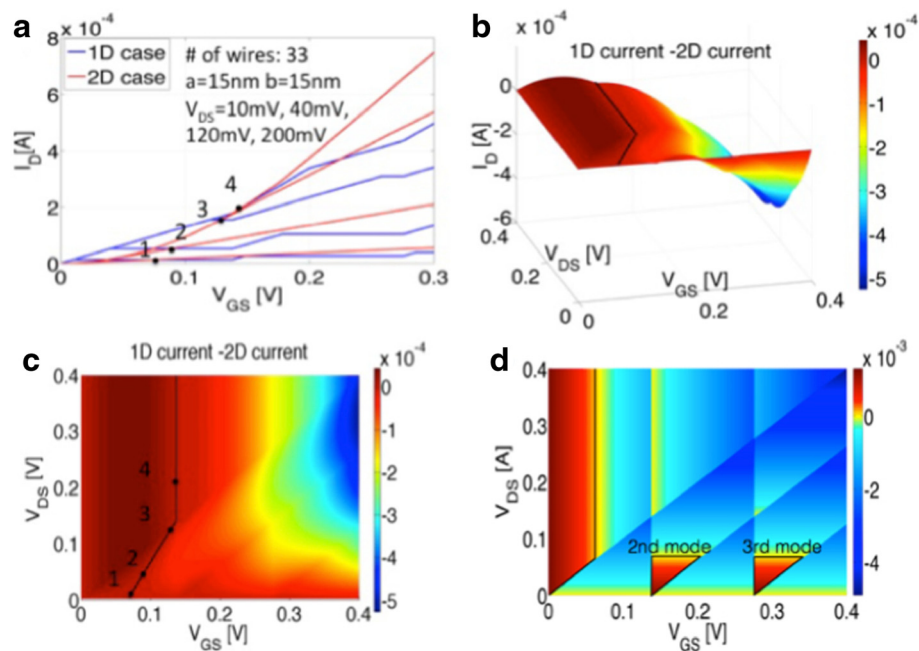 a
x 10⁻⁴
8
6
4
2
0
I_D[A]
1D case
2D case
# of wires: 33
a=15nm b=15nm
V_DS=10mV, 40mV,
120mV, 200mV
1
2
3
4
0
0.1
0.2
0.3
V_GS [V]
b
1D current -2D current
0
-2
-4
-6
I_D [A]
0.4
0.2
0
V_DS [V]
0
0.2
0.4
V_GS [V]
x 10⁻⁴
0
-1
-2
-3
-4
-5
c
1D current -2D current
0.4
0.3
0.2
0.1
0
V_DS [V]
4
3
2
1
0
0.1
0.2
0.3
0.4
V_GS [V]
x 10⁻⁴
0
-1
-2
-3
-4
-5
d
0.4
0.3
0.2
0.1
0
V_DS [A]
2nd mode
3rd mode
0
0.1
0.2
0.3
0.4
V_GS [V]
x 10⁻³
0
-2
-4